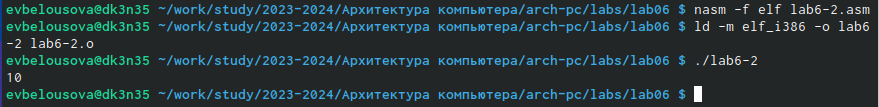 evbelousova@dk3n35 ~/work/study/2023-2024/Архитектура компьютера/arch-pc/labs/lab06 $ nasm -f elf lab6-2.asm
evbelousova@dk3n35 ~/work/study/2023-2024/Архитектура компьютера/arch-pc/labs/lab06 $ ld -m elf_i386 -o lab6
-2 lab6-2.o
evbelousova@dk3n35 ~/work/study/2023-2024/Архитектура компьютера/arch-pc/labs/lab06 $ ./lab6-2
10
evbelousova@dk3n35 ~/work/study/2023-2024/Архитектура компьютера/arch-pc/labs/lab06 $